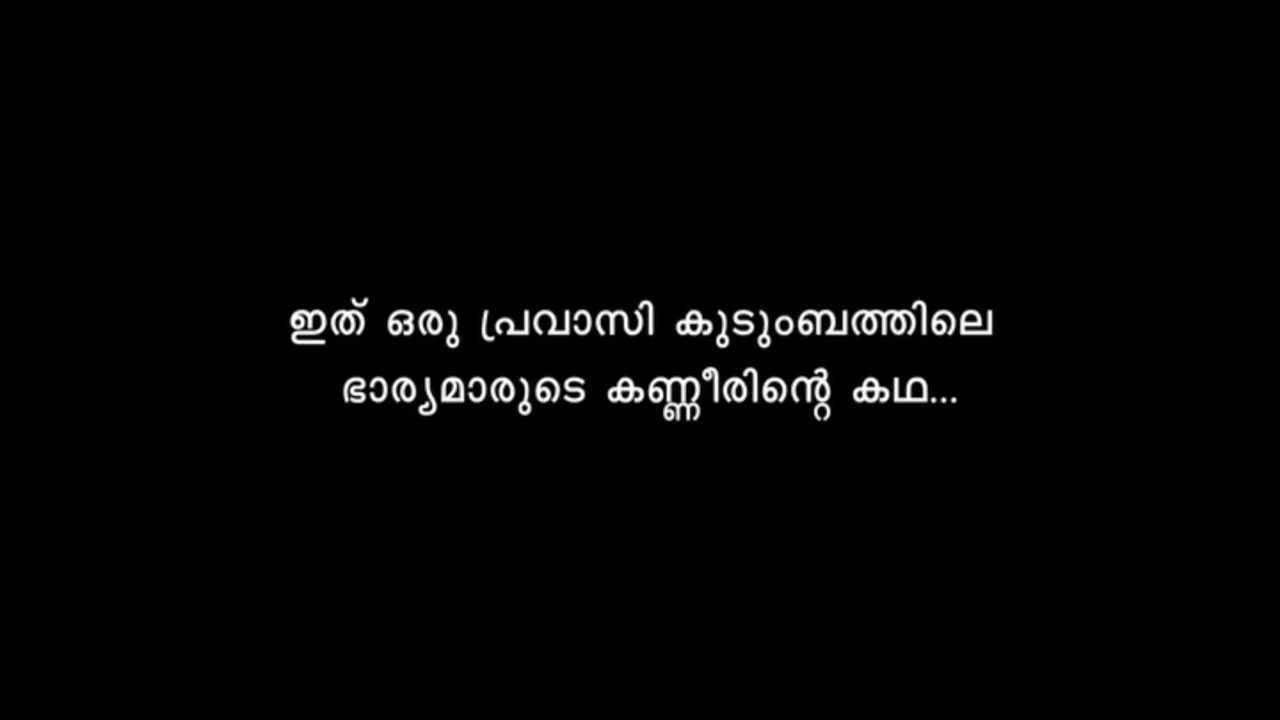 ഇത് ഒരു പ്രവാസി കുടുംബത്തിലെ
ഭാര്യമാരുടെ കണ്ണീരിന്റെ കഥ...